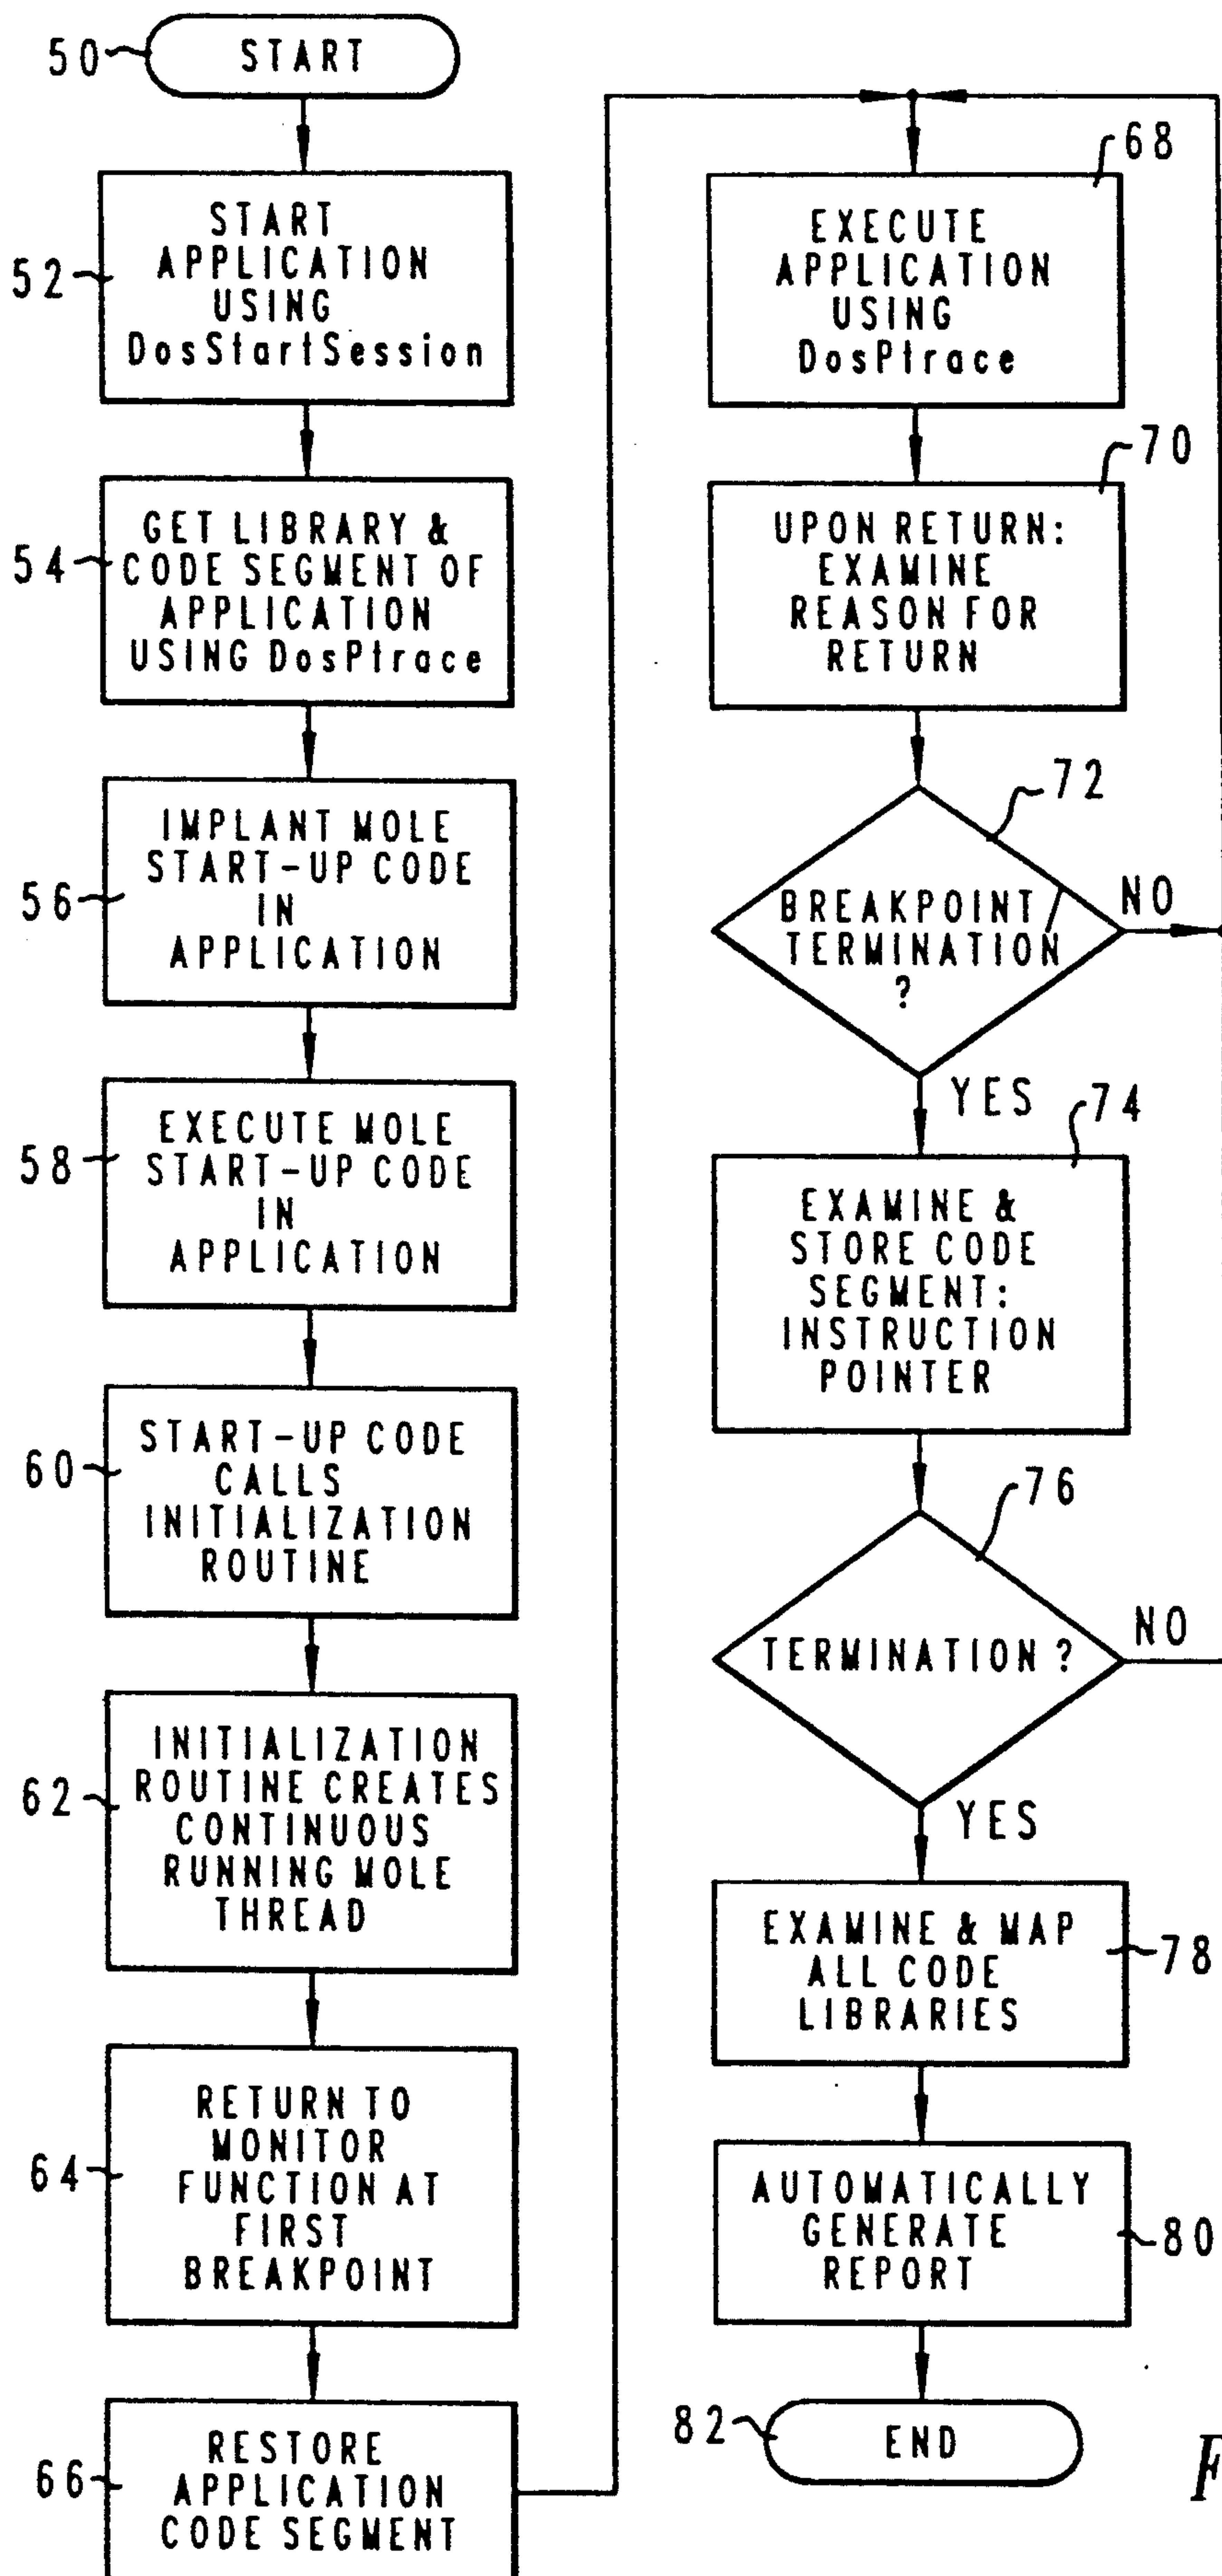 50
START
52
START
APPLICATION
USING
DosStartSession
54
GET LIBRARY &
CODE SEGMENT OF
APPLICATION
USING DosPtrace
56
IMPLANT MOLE
START-UP CODE
IN
APPLICATION
58
EXECUTE MOLE
START-UP CODE
IN
APPLICATION
60
START-UP CODE
CALLS
INITIALIZATION
ROUTINE
62
INITIALIZATION
ROUTINE CREATES
CONTINUOUS
RUNNING MOLE
THREAD
64
RETURN TO
MONITOR
FUNCTION AT
FIRST
BREAKPOINT
66
RESTORE
APPLICATION
CODE SEGMENT
68
EXECUTE
APPLICATION
USING
DosPtrace
70
UPON RETURN:
EXAMINE
REASON FOR
RETURN
72
BREAKPOINT /
TERMINATION
?
NO
YES
74
EXAMINE &
STORE CODE
SEGMENT:
INSTRUCTION
POINTER
76
TERMINATION ?
NO
YES
78
EXAMINE & MAP
ALL CODE
LIBRARIES
80
AUTOMATICALLY
GENERATE
REPORT
82
END
F